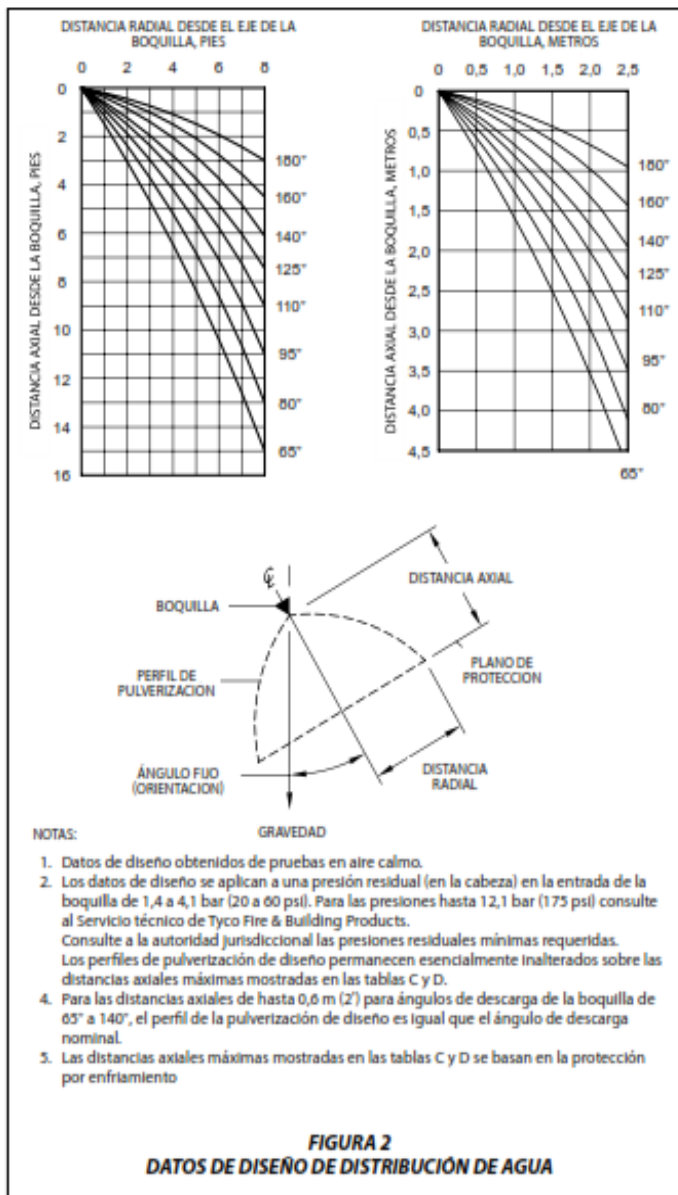 DISTANCIA RADIAL DESDE EL EJE DE LA
BOQUILLA, PIES
0 2 4 6 8
DISTANCIA AXIAL DESDE LA BOQUILLA, PIES
0
2
4
6
8
10
12
14
16
180°
160°
140°
125°
110°
95°
80°
65°
DISTANCIA RADIAL DESDE EL EJE DE LA
BOQUILLA, METROS
0 0,5 1,0 1,5 2,0 2,5
DISTANCIA AXIAL DESDE LA BOQUILLA, METROS
0
0,5
1,0
1,5
2,0
2,5
3,0
3,5
4,0
4,5
180°
160°
140°
125°
110°
95°
80°
65°
℄
BOQUILLA
DISTANCIA AXIAL
PERFIL DE
PULVERIZACION
PLANO DE
PROTECCION
ÁNGULO FIJO
(ORIENTACION)
DISTANCIA
RADIAL
GRAVEDAD
NOTAS:
1. Datos de diseño obtenidos de pruebas en aire calmo.
2. Los datos de diseño se aplican a una presión residual (en la cabeza) en la entrada de la
boquilla de 1,4 a 4,1 bar (20 a 60 psi). Para las presiones hasta 12,1 bar (175 psi) consulte
al Servicio técnico de Tyco Fire & Building Products.
Consulte a la autoridad jurisdiccional las presiones residuales mínimas requeridas.
Los perfiles de pulverización de diseño permanecen esencialmente inalterados sobre las
distancias axiales máximas mostradas en las tablas C y D.
4. Para las distancias axiales de hasta 0,6 m (2') para ángulos de descarga de la boquilla de
65° a 140°, el perfil de la pulverización de diseño es igual que el ángulo de descarga
nominal.
5. Las distancias axiales máximas mostradas en las tablas C y D se basan en la protección
por enfriamiento
FIGURA 2
DATOS DE DISEÑO DE DISTRIBUCIÓN DE AGUA